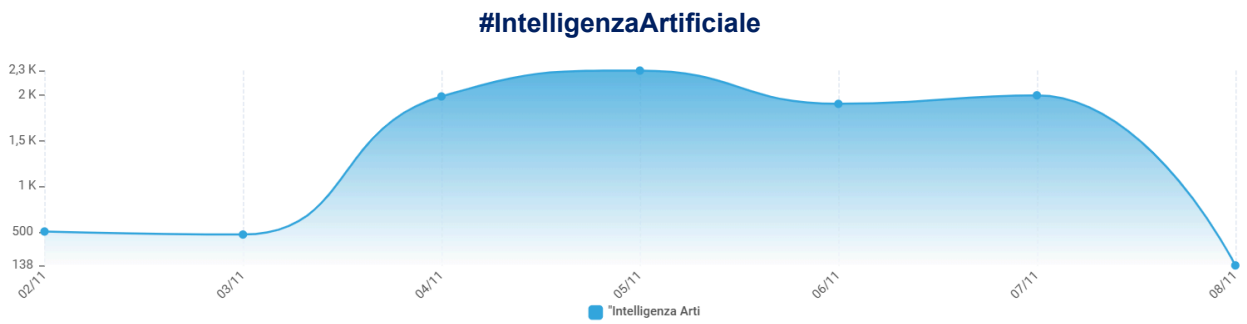 #IntelligenzaArtificiale
2,3 K
2 K
1,5 K
1 K
500
138
02/11
03/11
04/11
05/11
06/11
07/11
08/11
"Intelligenza Arti